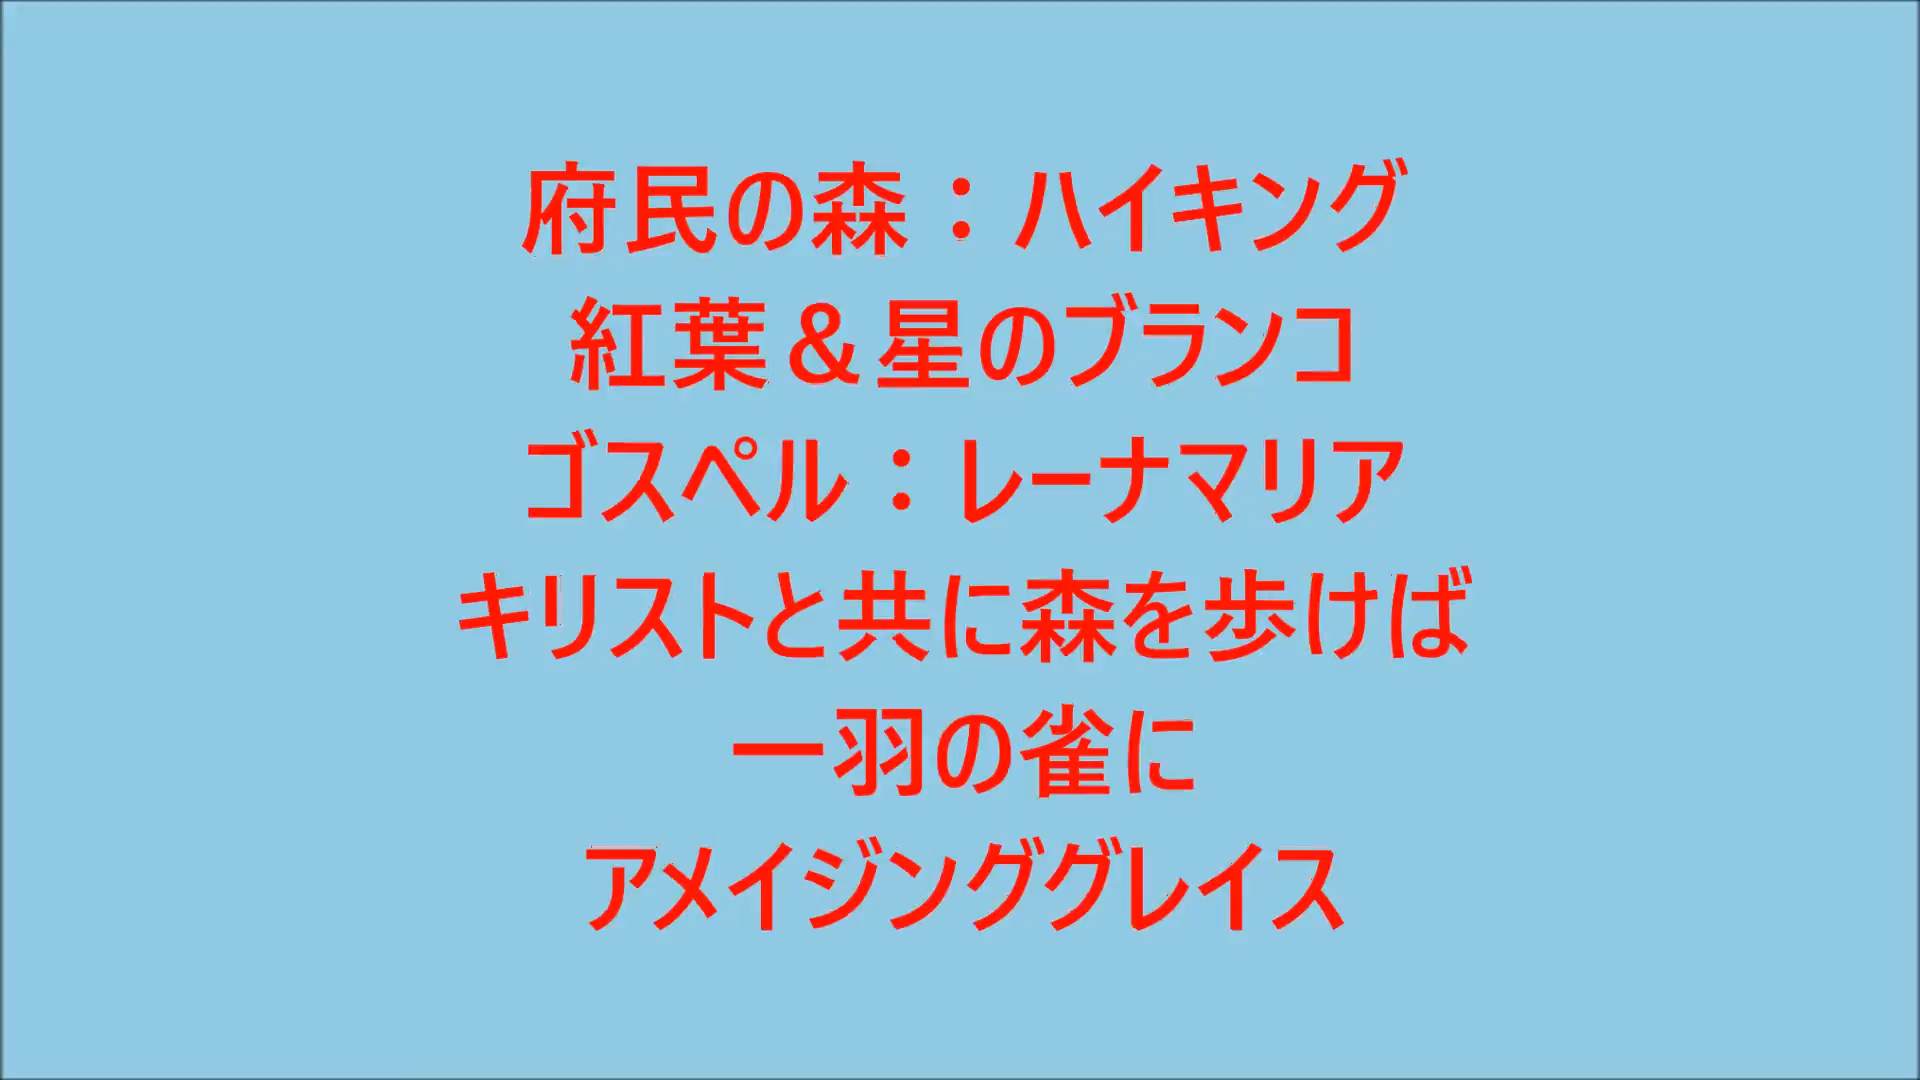 府民の森：ハイキング
紅葉＆星のブランコ
ゴスペル：レーナマリア
キリストと共に森を歩けば
一羽の雀に
アメイジンググレイス